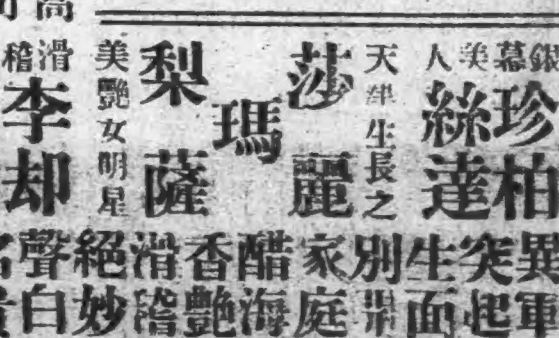 銀幕美人
珍柏
絲達
天生長之
莎麗
瑪
梨薩
美艷女明星
滑稽
李却
異軍
突起
生面
別開
家庭
醋海
香艷
滑稽
絕妙
聲白